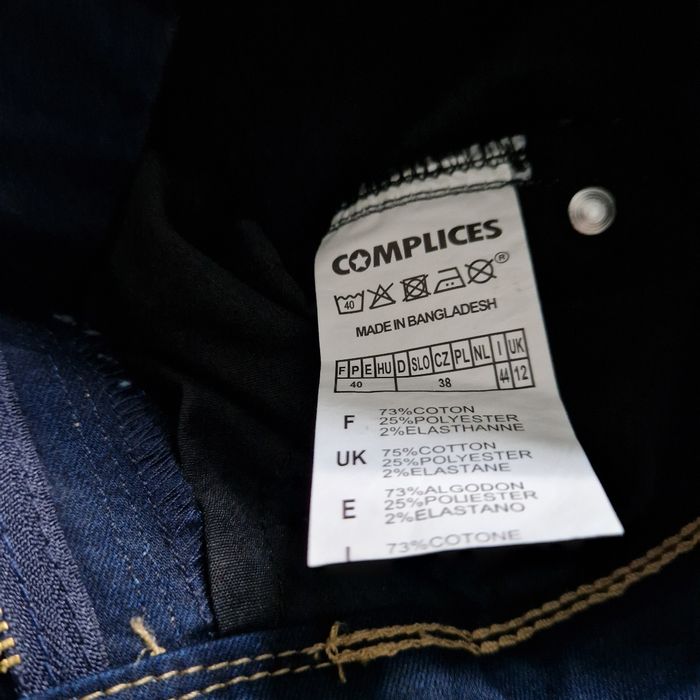 COMPLICES
40 ®
MADE IN BANGLADESH
F P E HU D SLO CZ PL NL I UK
40 38 44 12
F 73%COTON
25%POLYESTER
2%ELASTHANNE
UK 75%COTTON
25%POLYESTER
2%ELASTANE
E 73%ALGODON
25%POLIESTER
2%ELASTANO
I 73%COTONE